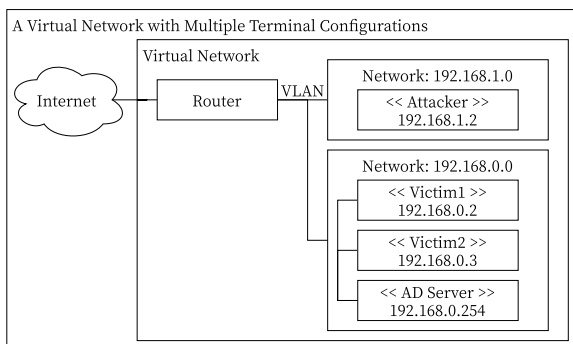 A Virtual Network with Multiple Terminal Configurations
Virtual Network
Internet
Router
VLAN
Network: 192.168.1.0
<< Attacker >>
192.168.1.2
Network: 192.168.0.0
<< Victim1 >>
192.168.0.2
<< Victim2 >>
192.168.0.3
<< AD Server >>
192.168.0.254